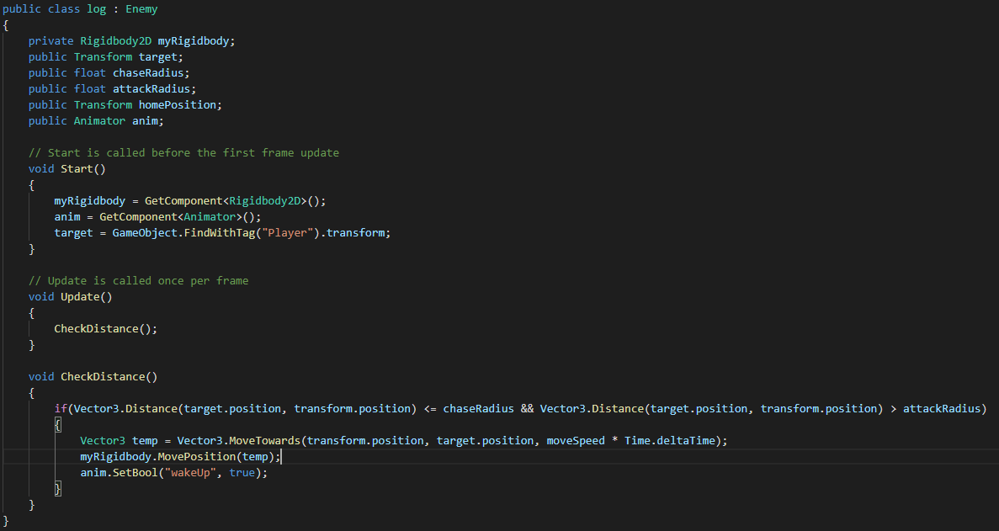 public class log : Enemy
{
    private Rigidbody2D myRigidbody;
    public Transform target;
    public float chaseRadius;
    public float attackRadius;
    public Transform homePosition;
    public Animator anim;

    // Start is called before the first frame update
    void Start()
    {
        myRigidbody = GetComponent<Rigidbody2D>();
        anim = GetComponent<Animator>();
        target = GameObject.FindWithTag("Player").transform;
    }

    // Update is called once per frame
    void Update()
    {
        CheckDistance();
    }

    void CheckDistance()
    {
        if(Vector3.Distance(target.position, transform.position) <= chaseRadius && Vector3.Distance(target.position, transform.position) > attackRadius)
        {
            Vector3 temp = Vector3.MoveTowards(transform.position, target.position, moveSpeed * Time.deltaTime);
            myRigidbody.MovePosition(temp);
            anim.SetBool("wakeUp", true);
        }
    }
}